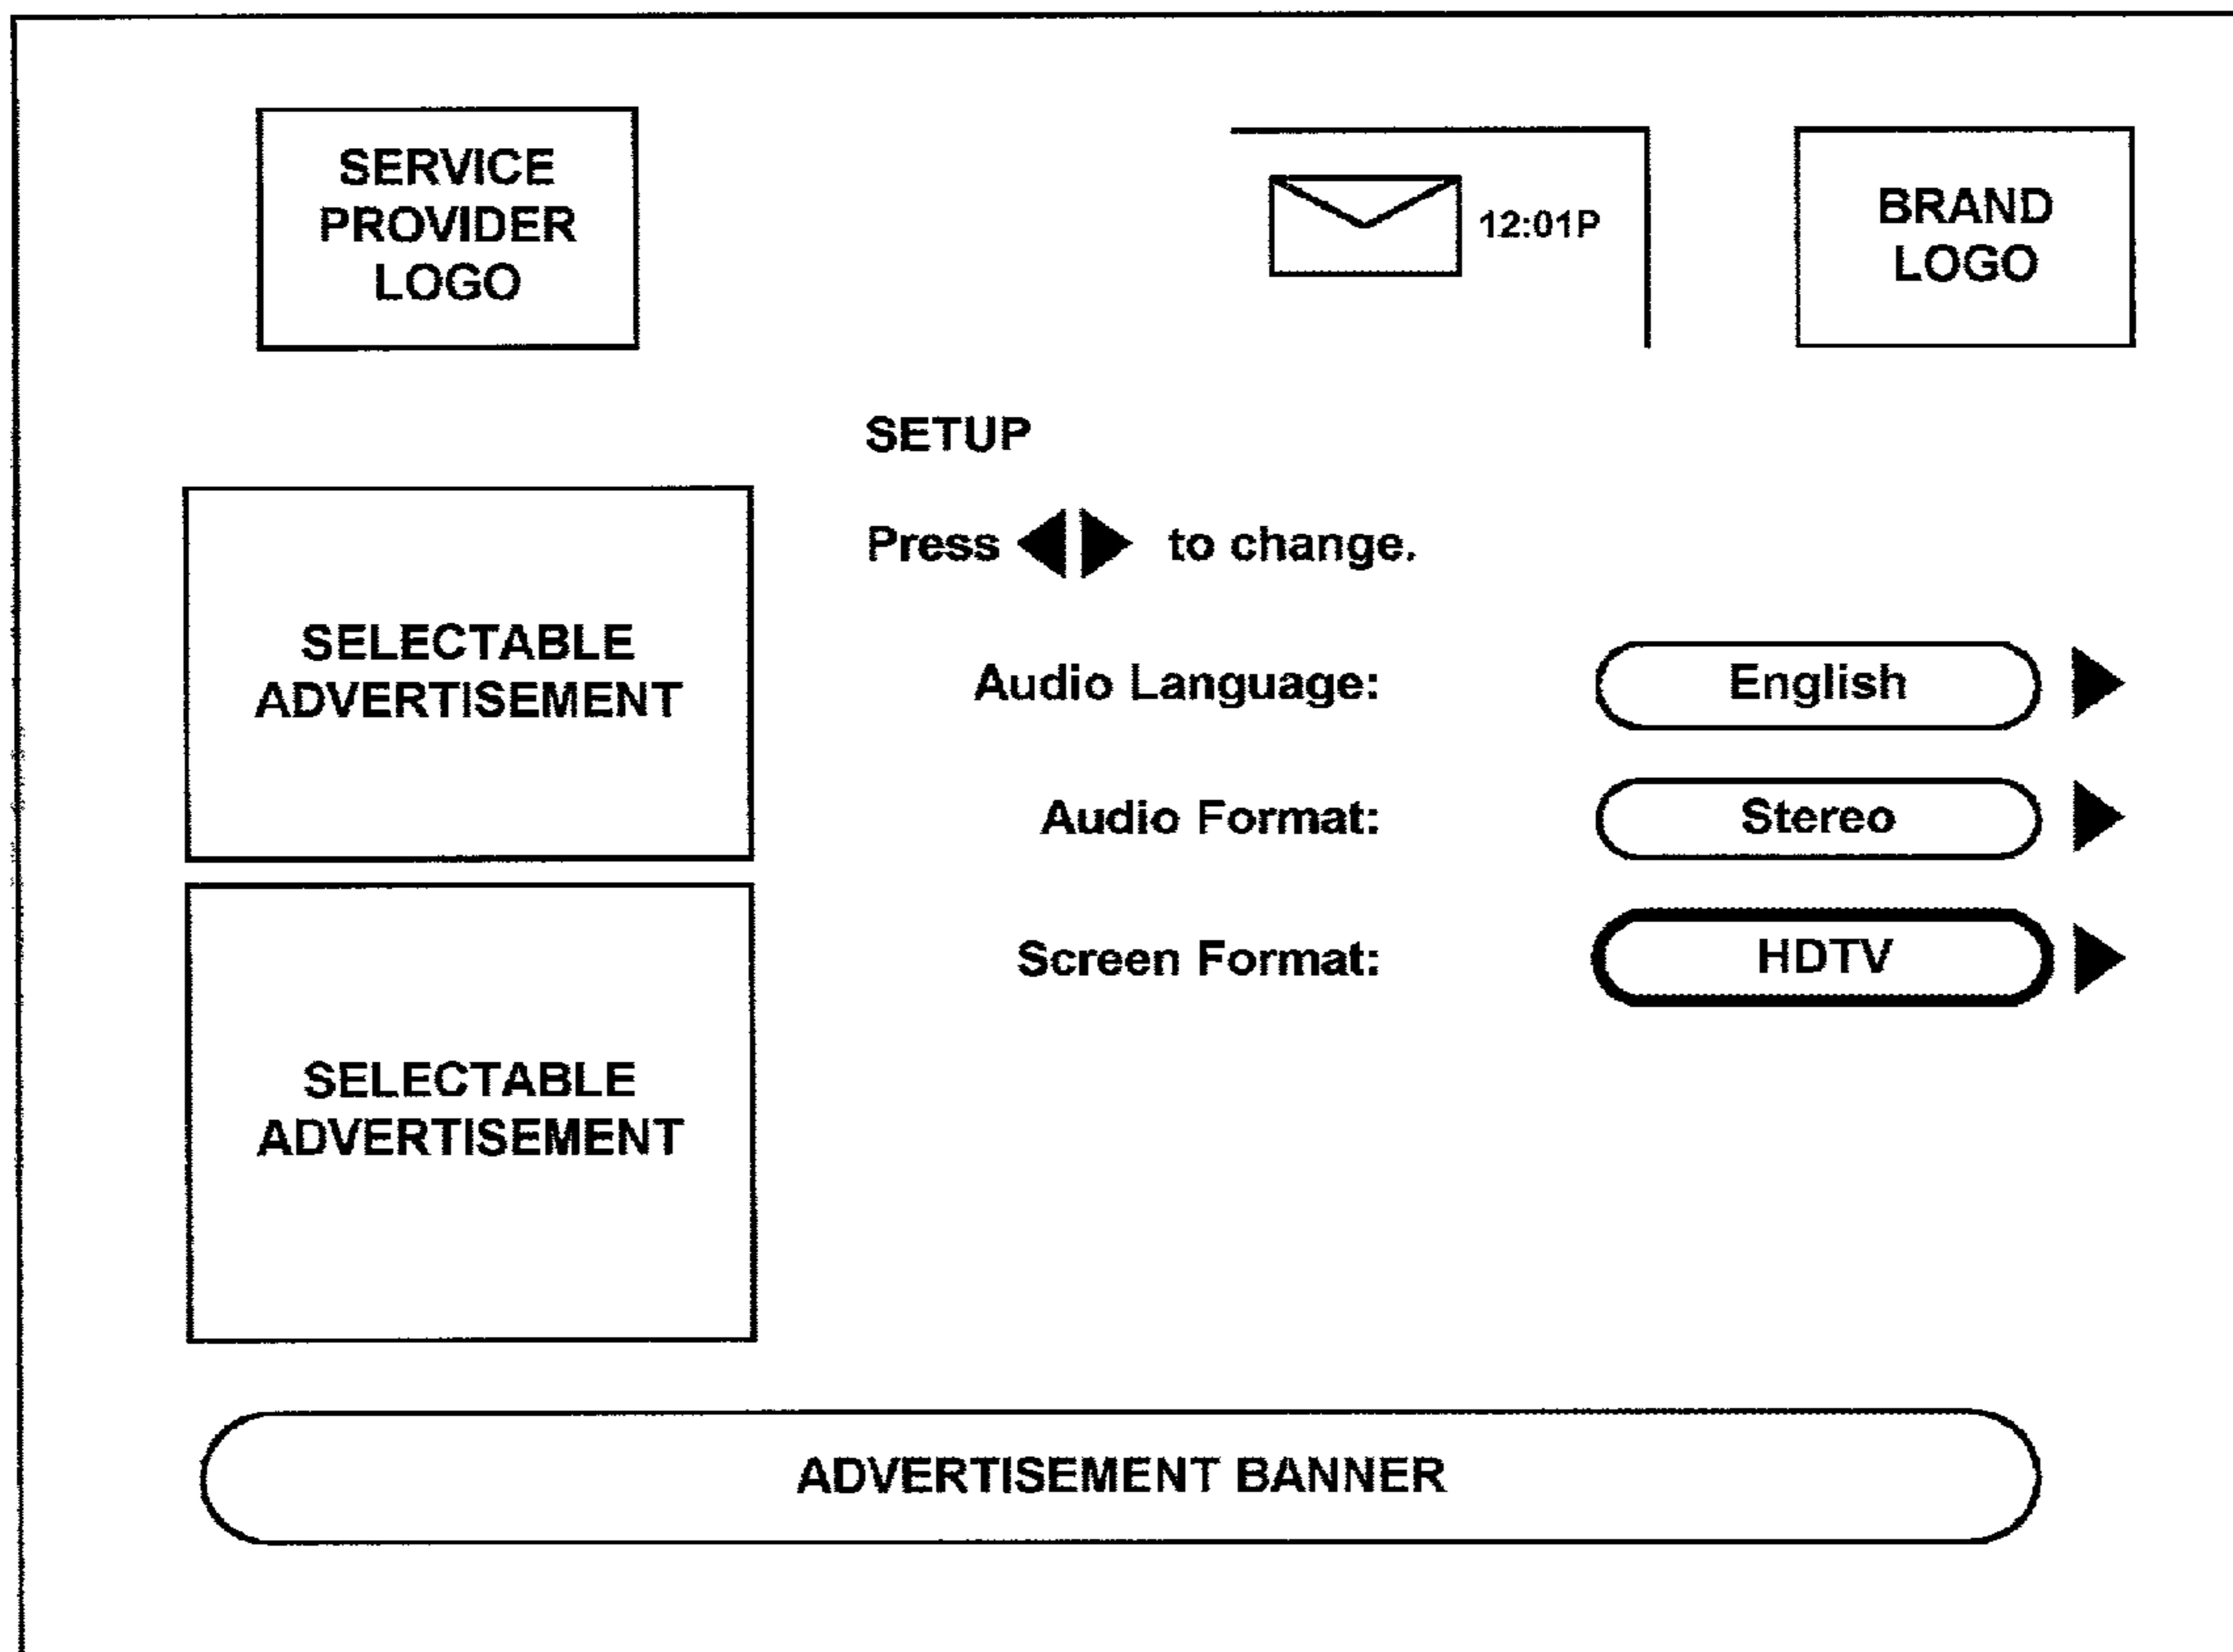 SERVICE
PROVIDER
LOGO
12:01P
BRAND
LOGO
SETUP
Press ◀▶ to change.
SELECTABLE
ADVERTISEMENT
Audio Language: English ▶
Audio Format: Stereo ▶
Screen Format: HDTV ▶
SELECTABLE
ADVERTISEMENT
ADVERTISEMENT BANNER